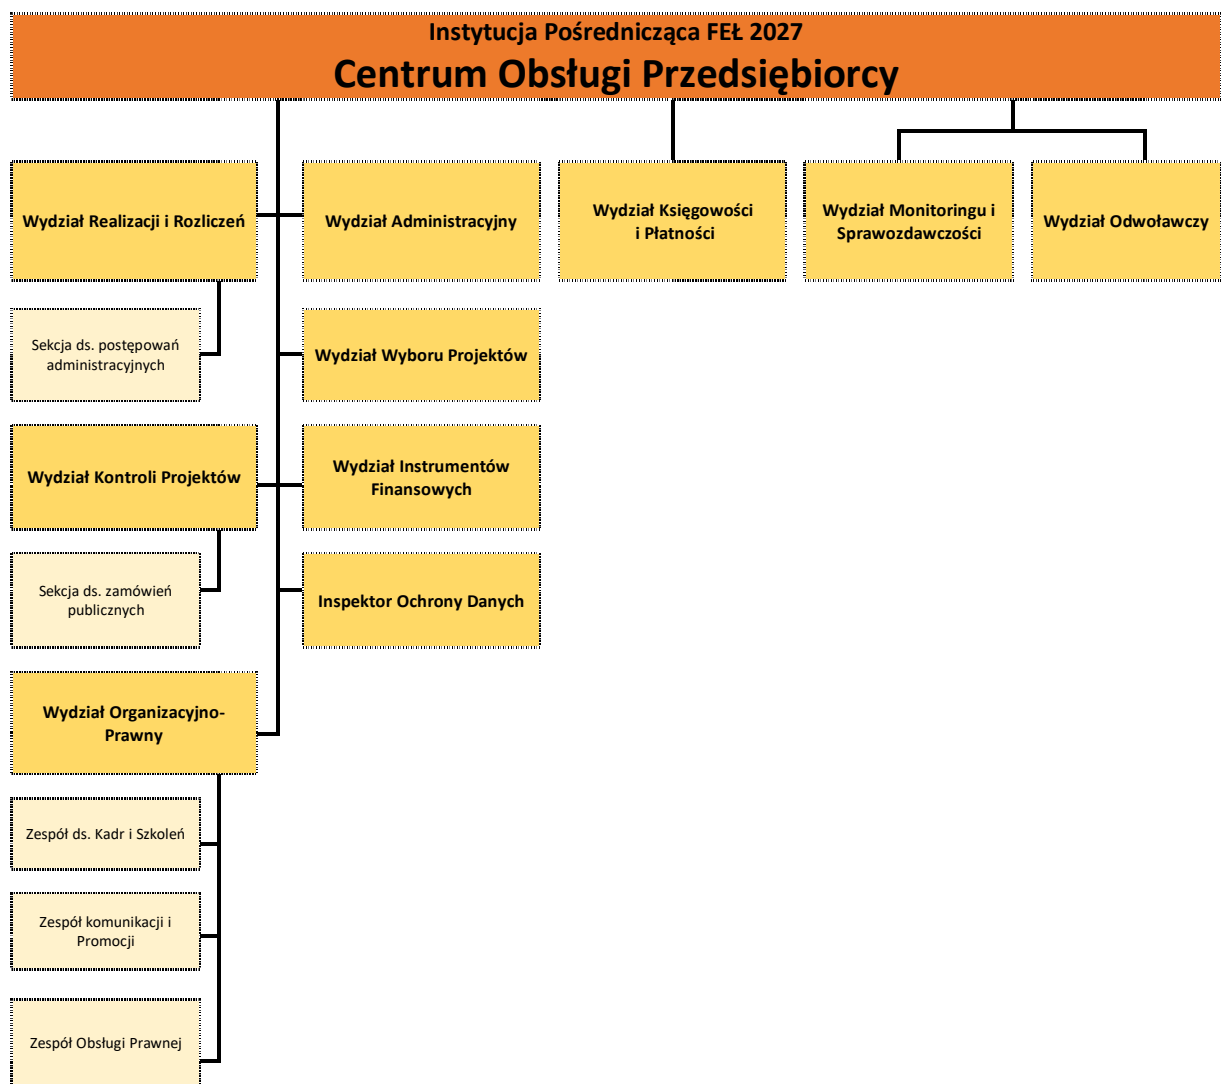 Instytucja Pośrednicząca FEŁ 2027
Centrum Obsługi Przedsiębiorcy
Wydział Realizacji i Rozliczeń
Wydział Administracyjny
Wydział Księgowości
i Płatności
Wydział Monitoringu i
Sprawozdawczości
Wydział Odwoławczy
Sekcja ds. postępowań
administracyjnych
Wydział Wyboru Projektów
Wydział Kontroli Projektów
Wydział Instrumentów
Finansowych
Sekcja ds. zamówień
publicznych
Inspektor Ochrony Danych
Wydział Organizacyjno-
Prawny
Zespół ds. Kadr i Szkoleń
Zespół komunikacji i
Promocji
Zespół Obsługi Prawnej